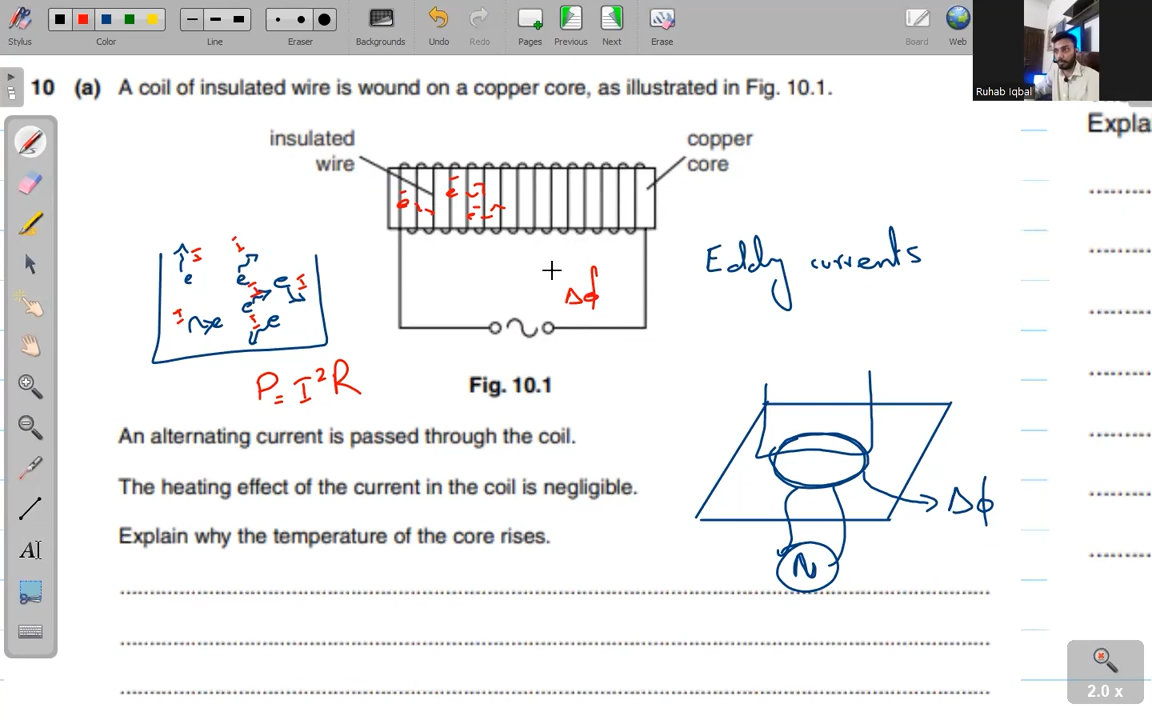 Stylus Color Line Eraser Backgrounds Undo Redo Pages Previous Next Erase Board Web
Ruhab Iqbal
10 (a) A coil of insulated wire is wound on a copper core, as illustrated in Fig. 10.1.
Expla
insulated
wire
copper
core
e
e
e
Δϕ
Eddy currents
I
I
e
e
e
I
I
I
e
e
I
e
P = I²R
Fig. 10.1
An alternating current is passed through the coil.
The heating effect of the current in the coil is negligible.
Explain why the temperature of the core rises.
Δϕ
A
2.0 x